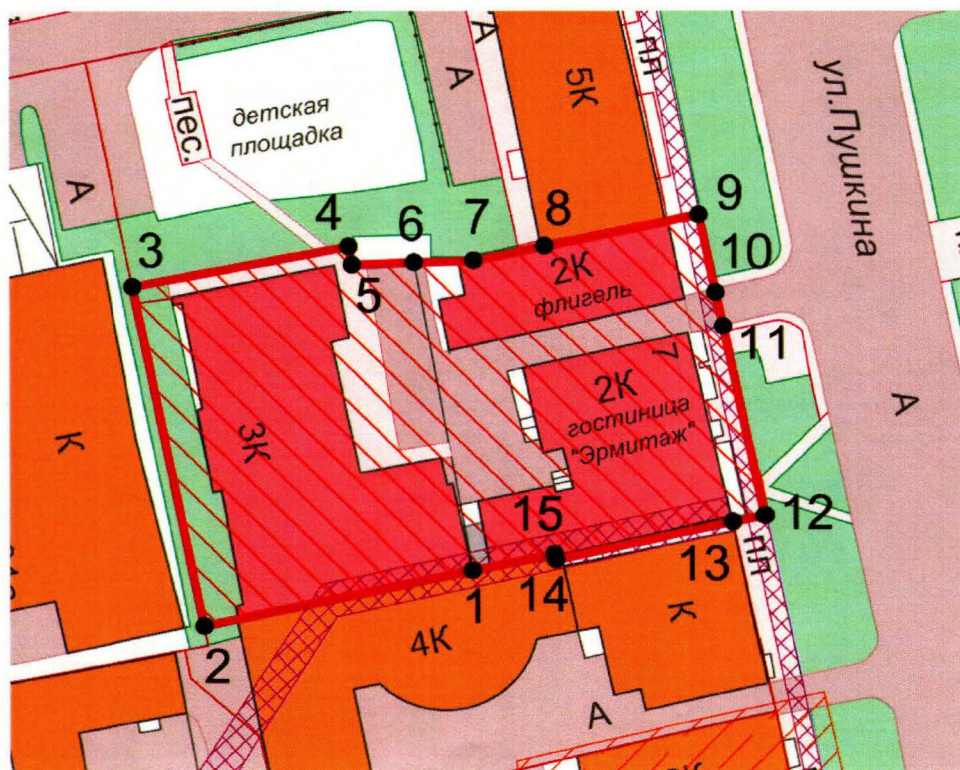 А
5К
пл
ул.Пушкина
А
пес.
детская
площадка
А
4
6
7
8
9
3
5
2К
флигель
10
11
7
К
3К
2К
гостиница
"Эрмитаж"
А
15
12
13
пл
1
14
2
4К
К
А